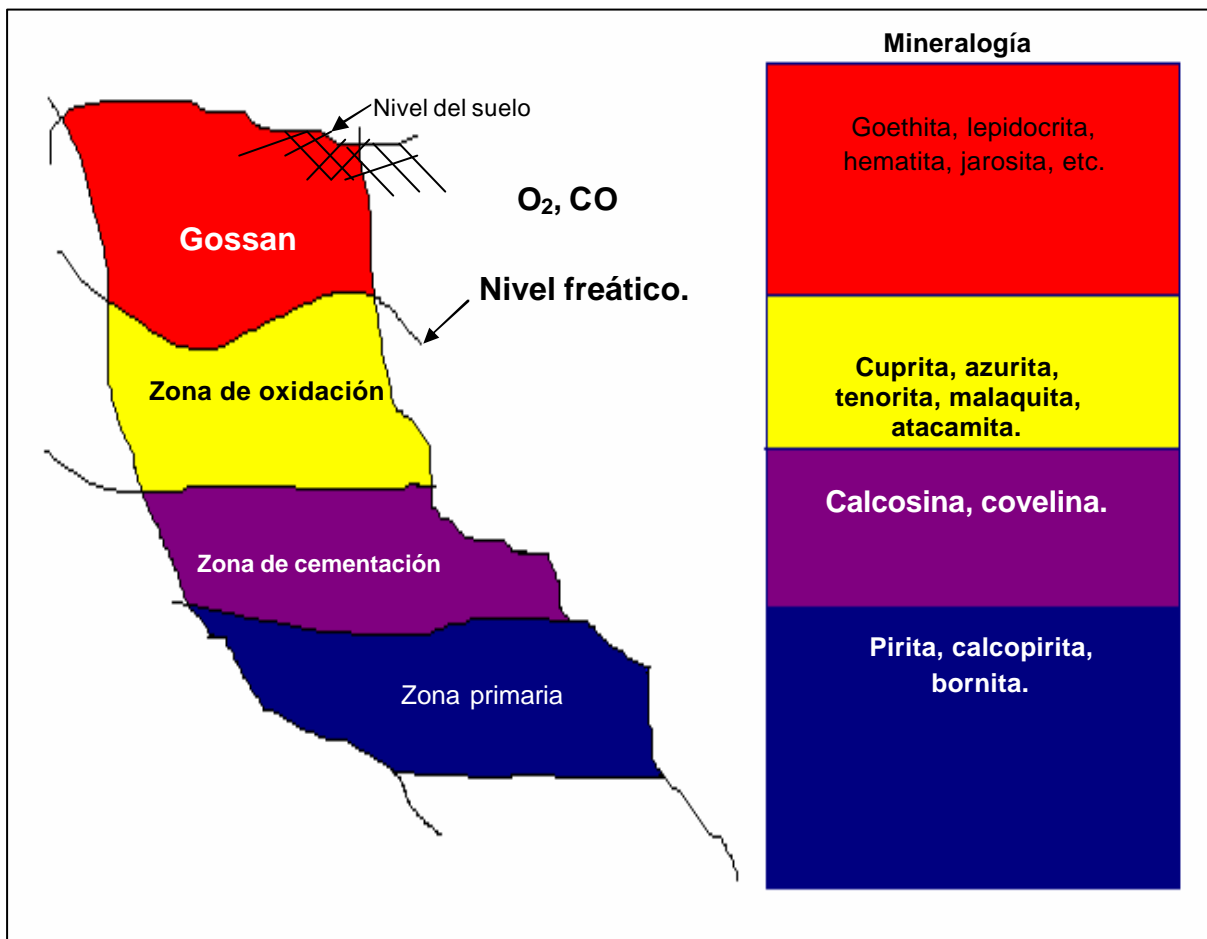 Mineralogía
Nivel del suelo
O₂, CO
Gossan
Nivel freático.
Zona de oxidación
Zona de cementación
Zona primaria
Goethita, lepidocrita,
hematita, jarosita, etc.
Cuprita, azurita,
tenorita, malaquita,
atacamita.
Calcosina, covelina.
Pirita, calcopirita,
bornita.